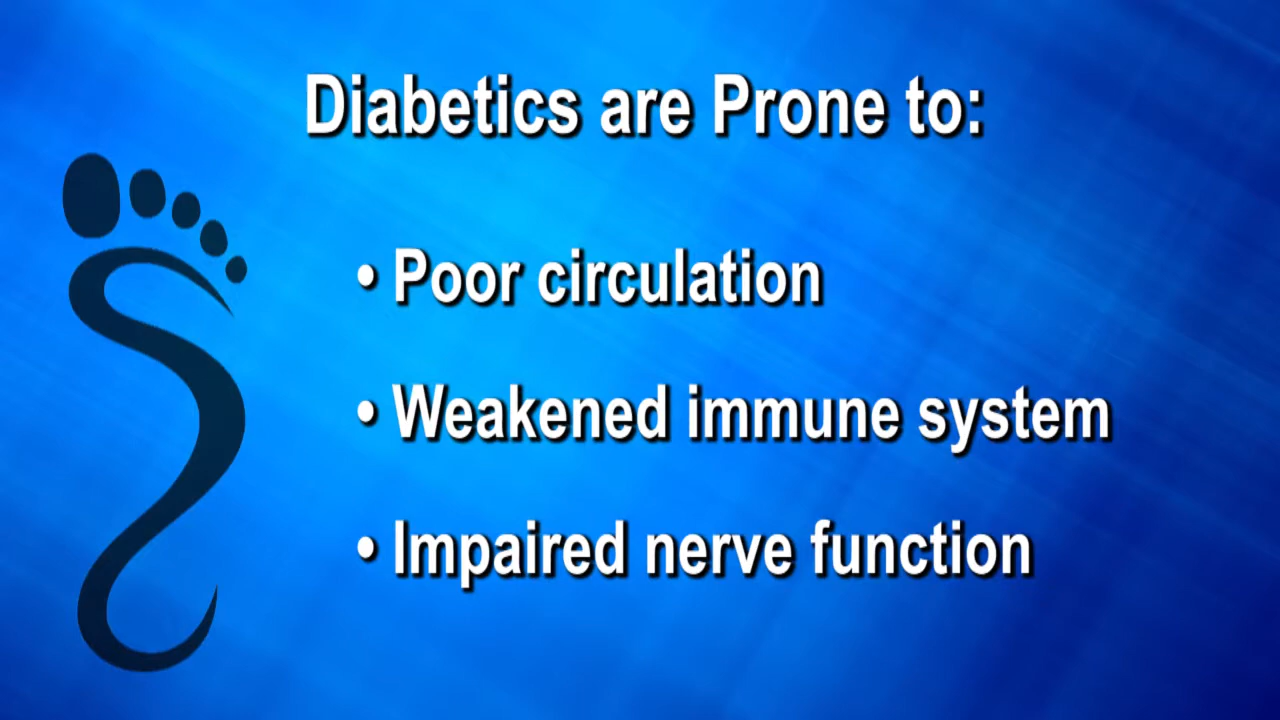 Diabetics are Prone to:
• Poor circulation
• Weakened immune system
• Impaired nerve function